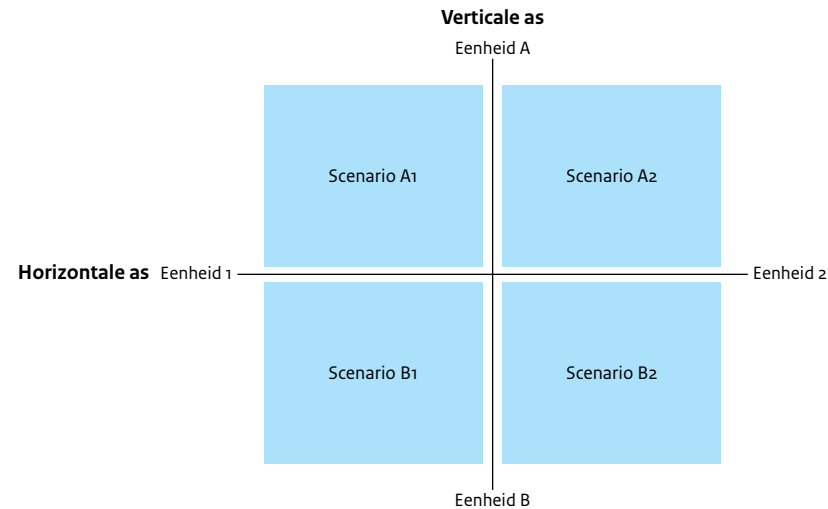 Verticale as
Eenheid A
Scenario A1
Scenario A2
Horizontale as Eenheid 1
Eenheid 2
Scenario B1
Scenario B2
Eenheid B